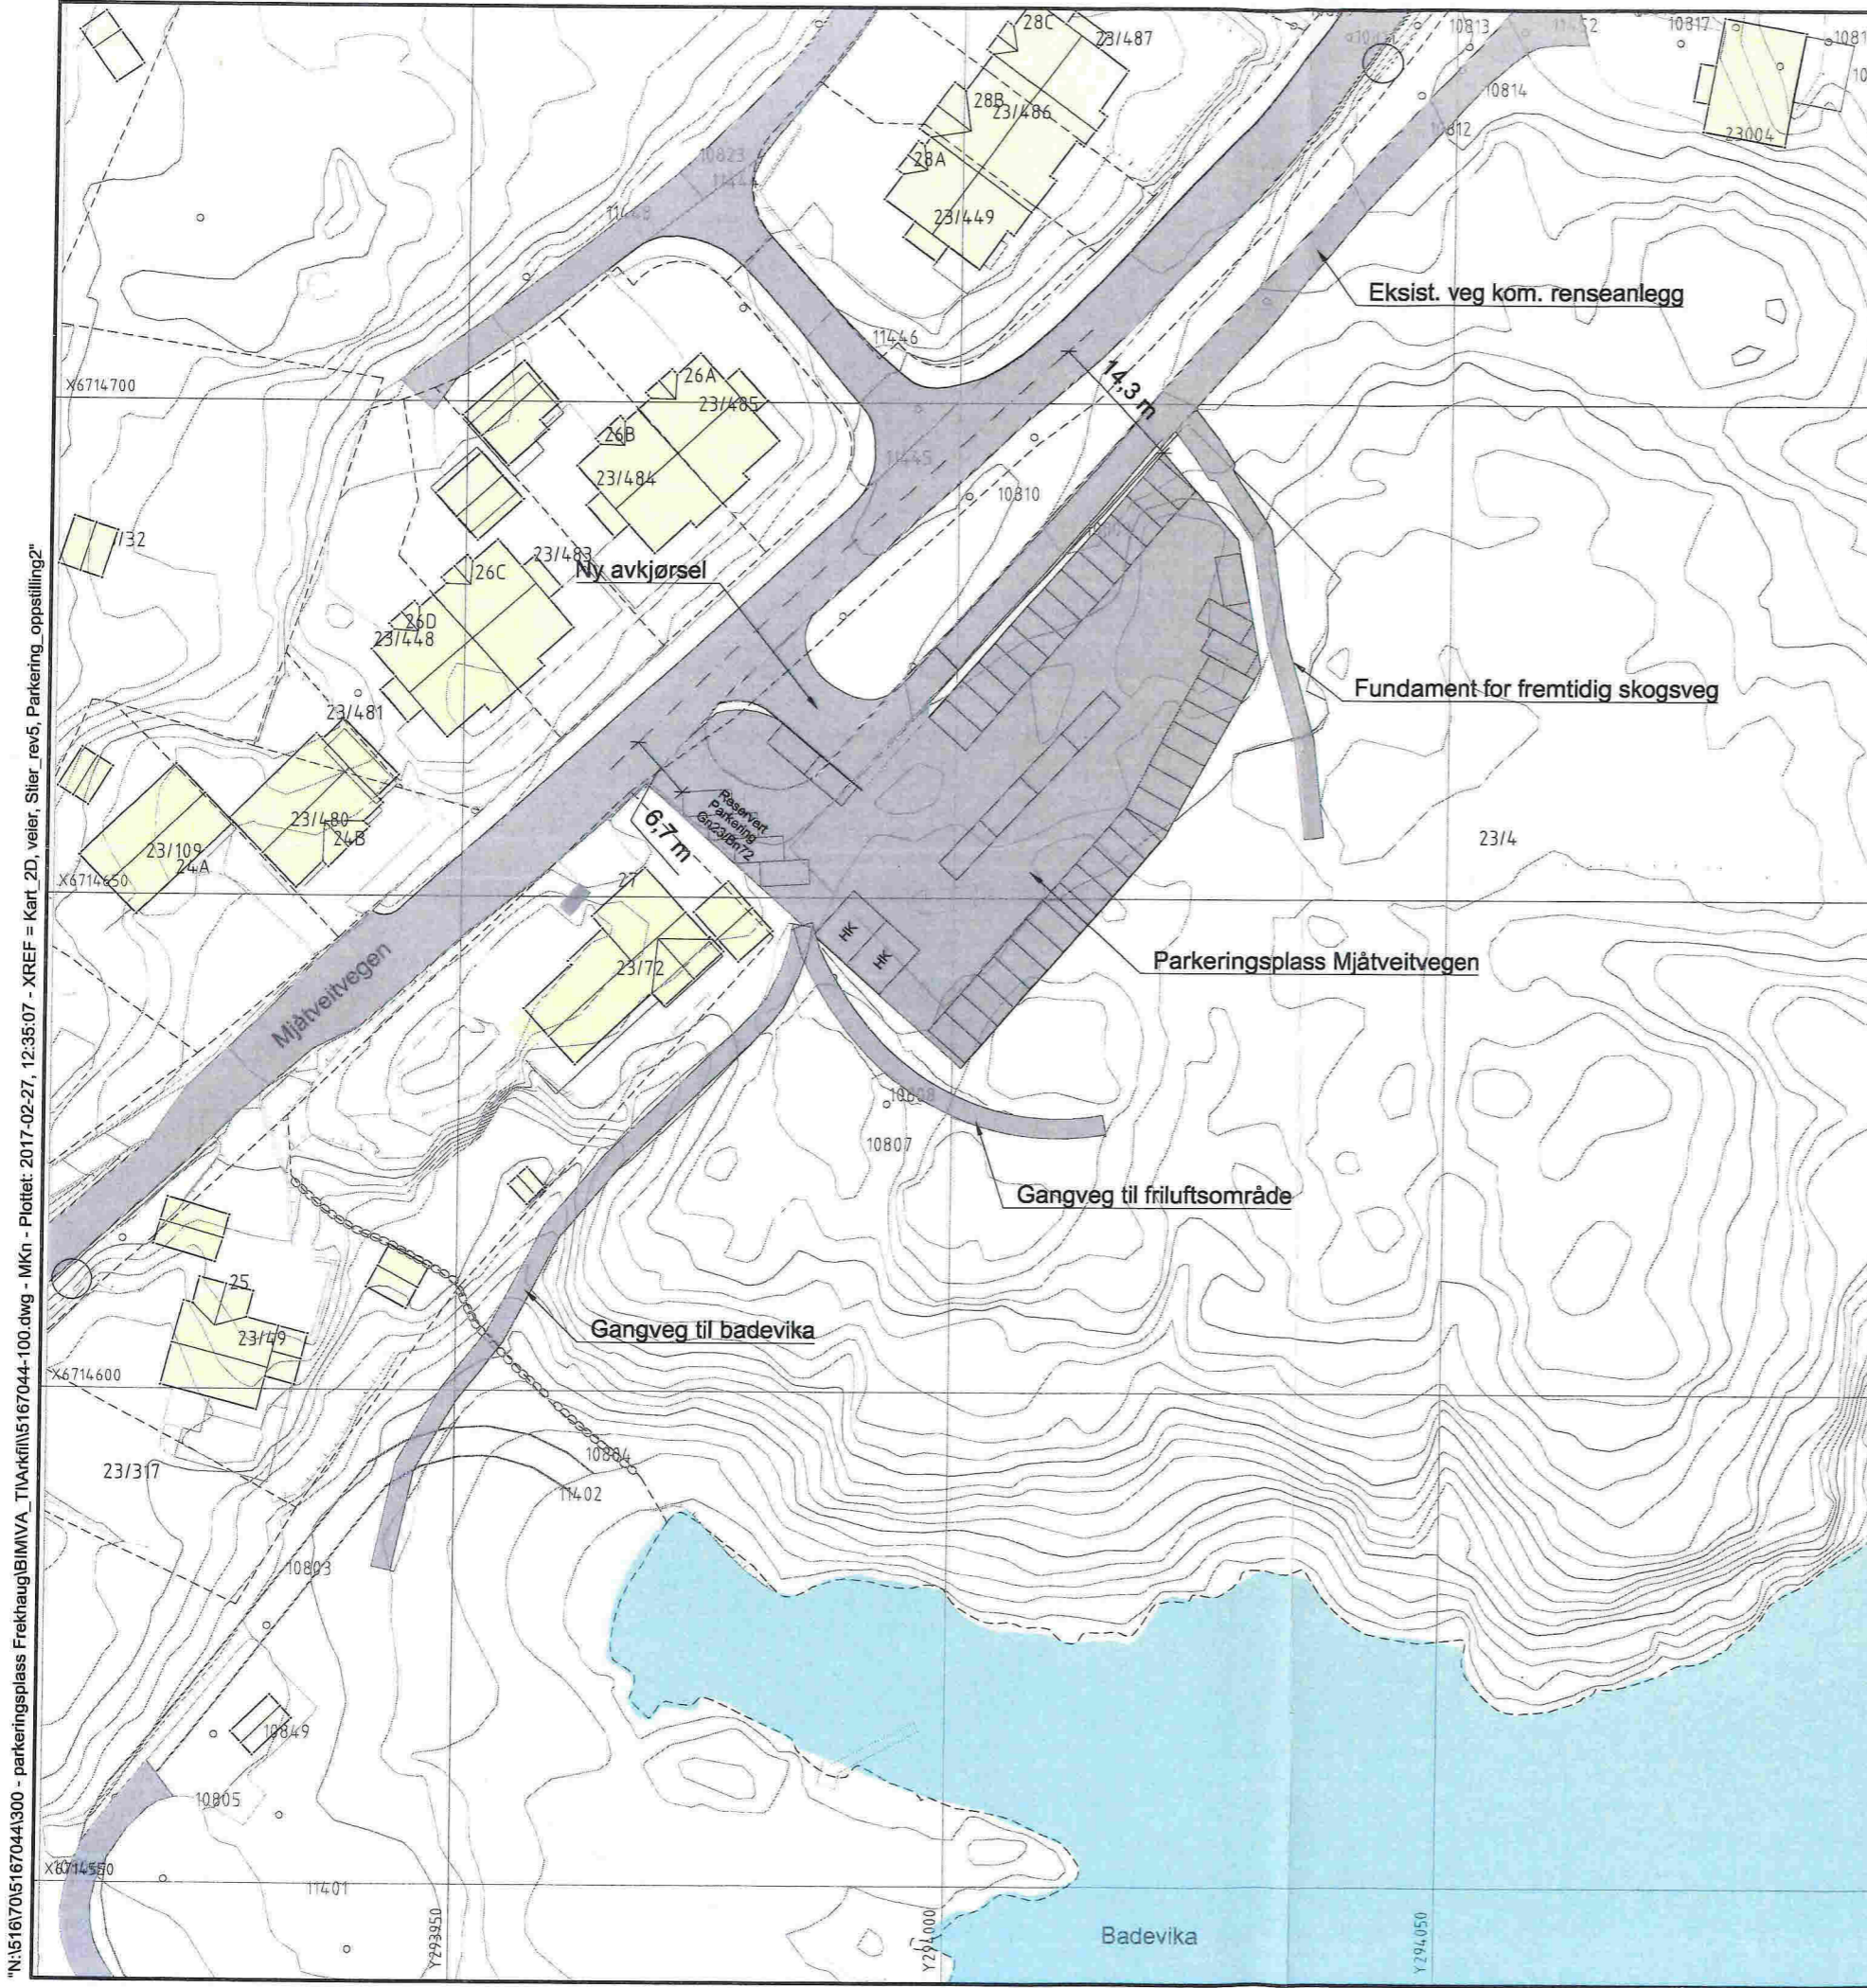 "N:\516\70\5167044\300 - parkeringsplass Frekhaug\BIM\VA_TI\Arkfil\5167044-100.dwg - MKn - Plottet: 2017-02-27, 12:35:07 - XREF = Kart_2D, veier, Stier_rev5, Parkering_oppstilling2"
28C
23/487
10813
11452
10817
28B
23/486
10814
10812
23004
10823
28A
11448
23/449
Eksist. veg kom. renseanlegg
11446
X6714700
26A
23/485
14,3 m
26B
23/484
11445
10810
23/483
26C
Ny avkjørsel
26D
23/448
Fundament for fremtidig skogsveg
23/481
Reservert
Parkering
Gn23/Bn72
23/480
24B
23/109
24A
6,7 m
23/4
X6714650
27
HK
HK
Parkeringsplass Mjåtveitvegen
23/72
Mjåtveitvegen
10808
10807
Gangveg til friluftsområde
25
23/49
Gangveg til badevika
X6714600
10804
23/317
11402
10803
10849
10805
X6714550
11401
Y293950
Y294000
Y294050
Badevika